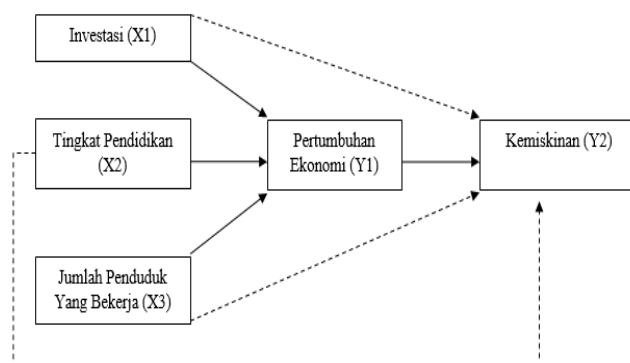 Investasi (X1)
Tingkat Pendidikan
(X2)
Pertumbuhan
Ekonomi (Y1)
Kemiskinan (Y2)
Jumlah Penduduk
Yang Bekerja (X3)